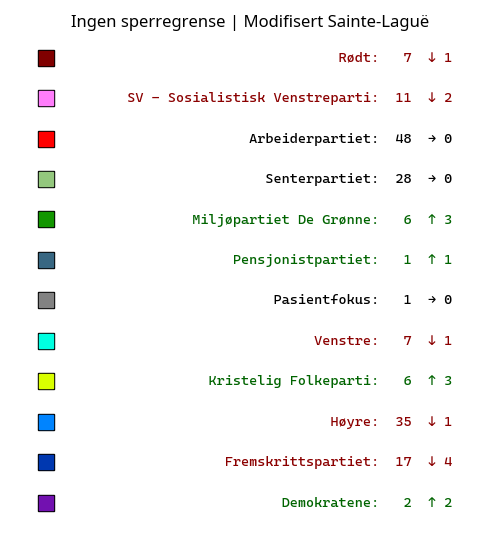 Ingen sperregrense | Modifisert Sainte-Laguë
Rødt: 7 ↓ 1
SV – Sosialistisk Venstreparti: 11 ↓ 2
Arbeiderpartiet: 48 → 0
Senterpartiet: 28 → 0
Miljøpartiet De Grønne: 6 ↑ 3
Pensjonistpartiet: 1 ↑ 1
Pasientfokus: 1 → 0
Venstre: 7 ↓ 1
Kristelig Folkeparti: 6 ↑ 3
Høyre: 35 ↓ 1
Fremskrittspartiet: 17 ↓ 4
Demokratene: 2 ↑ 2